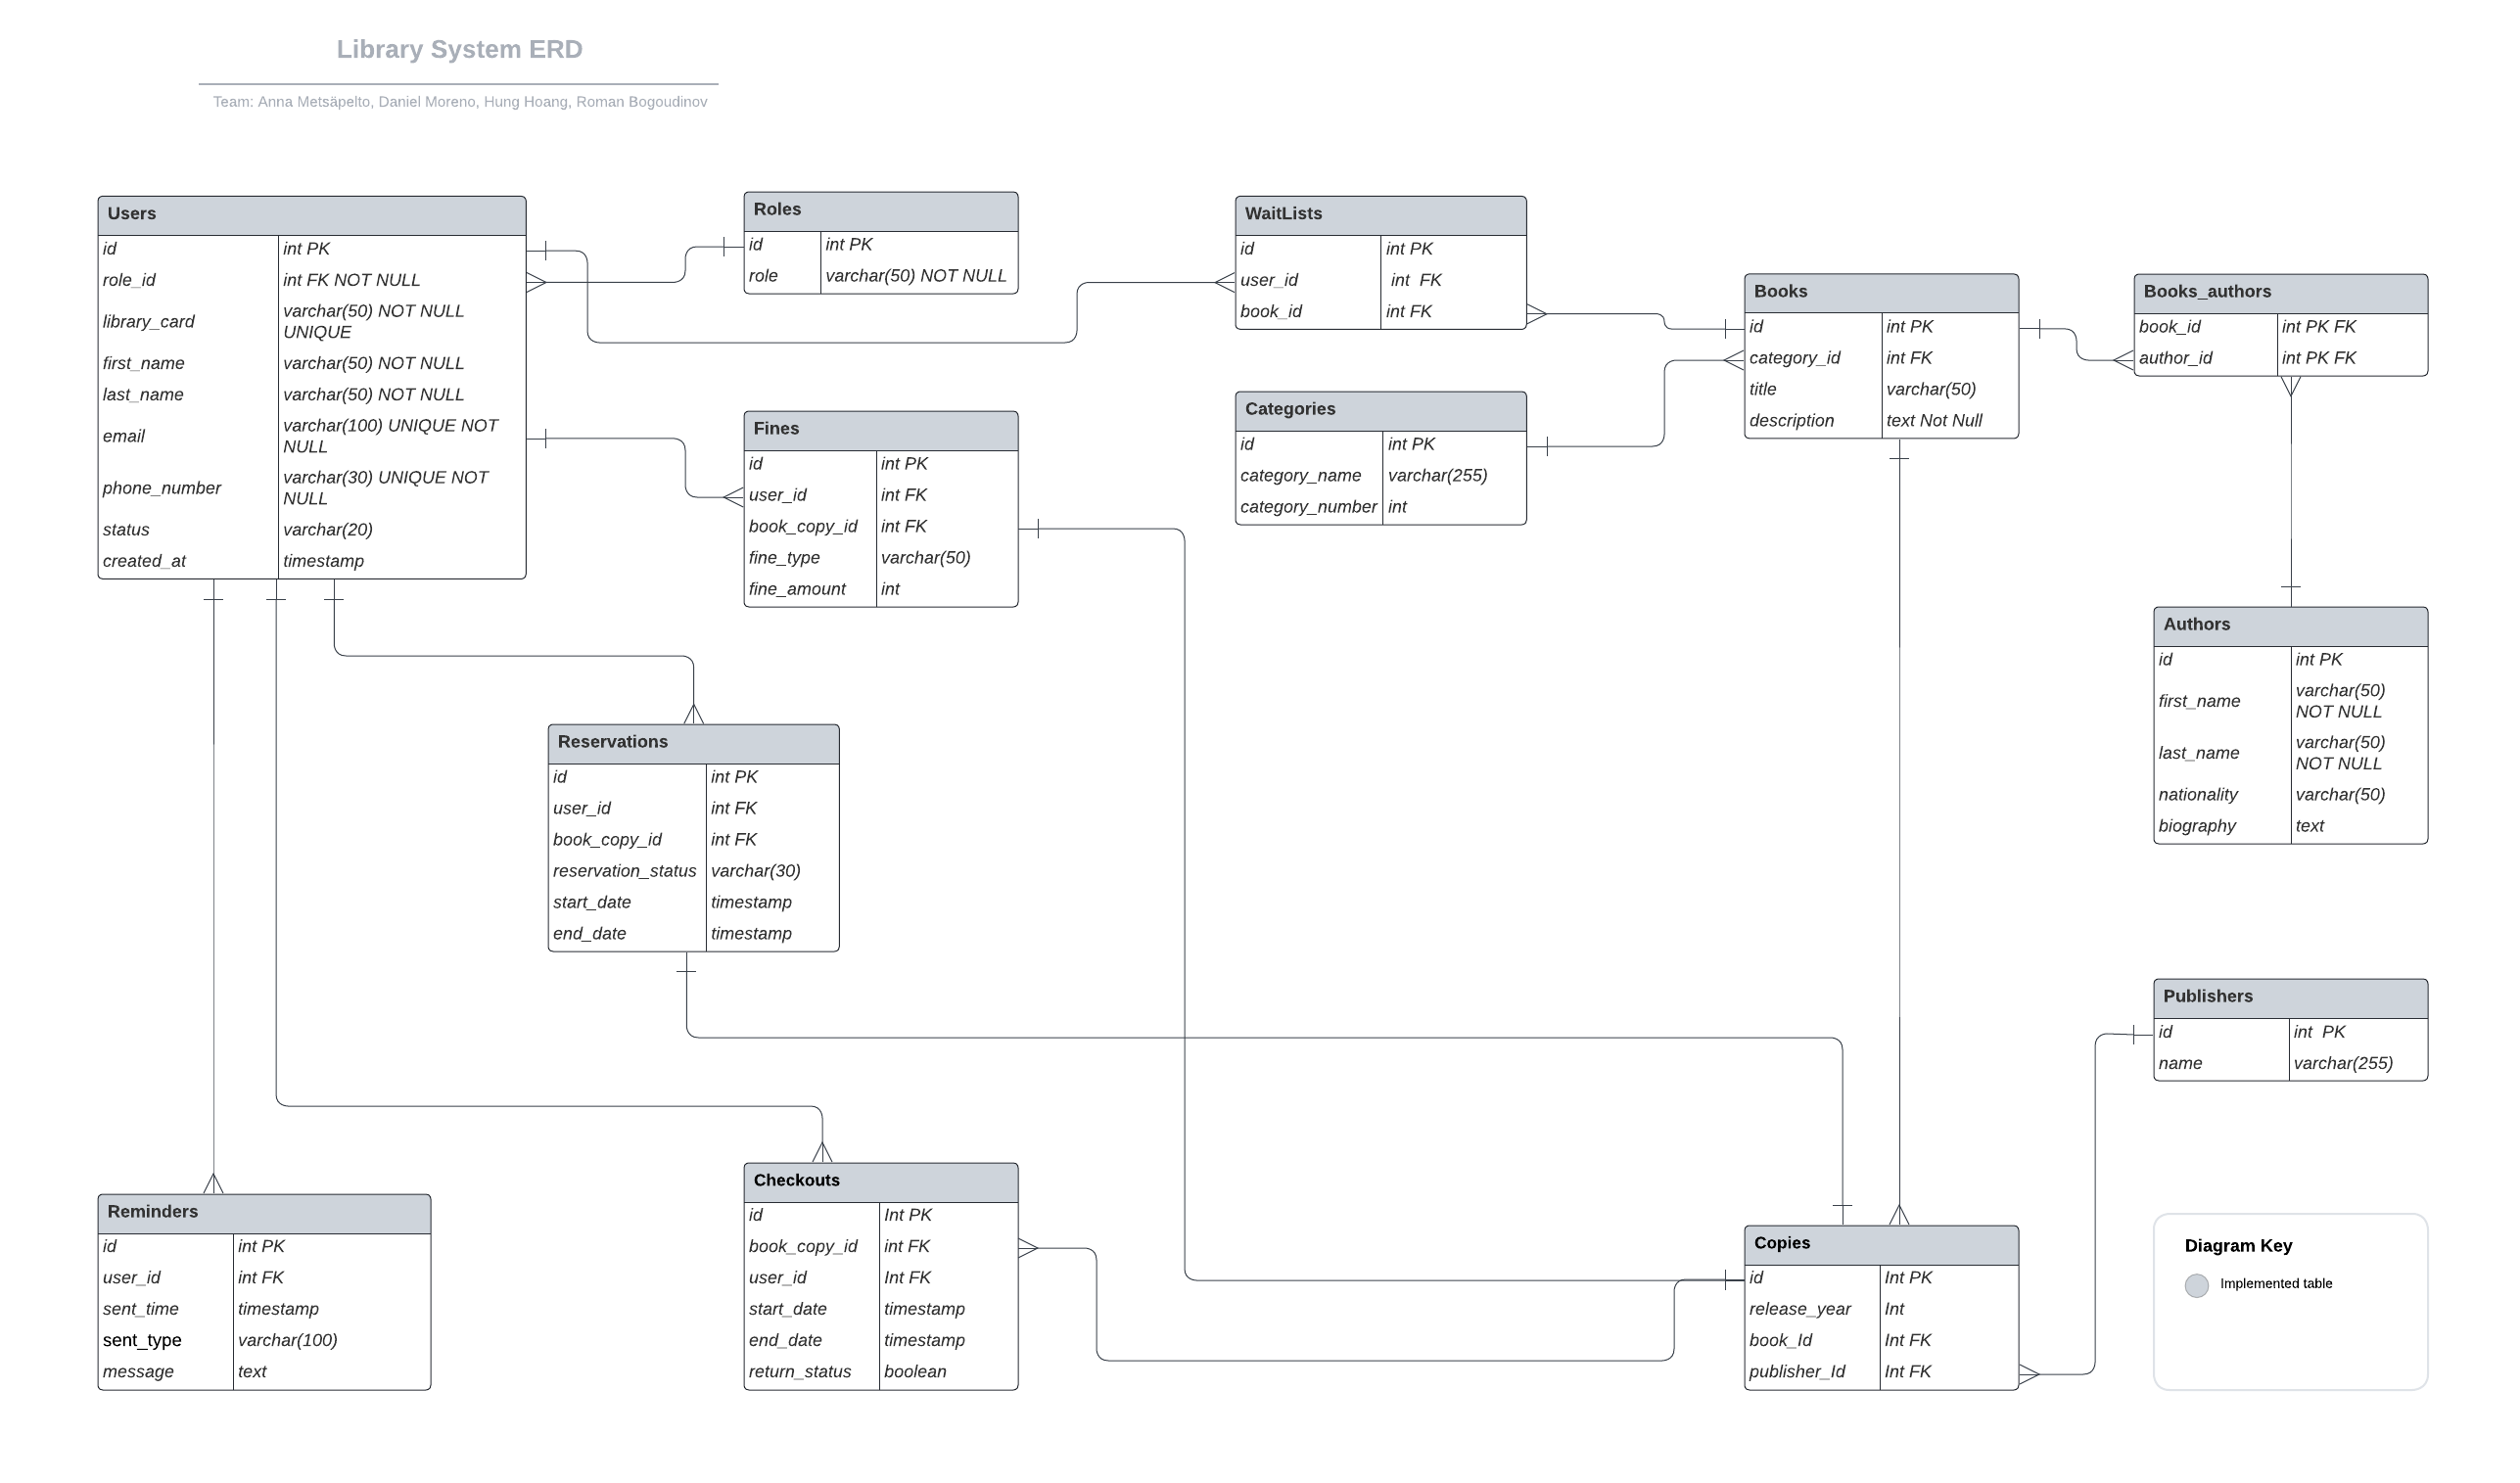 Library System ERD
Team: Anna Metsäpelto, Daniel Moreno, Hung Hoang, Roman Bogoudinov
Users
id int PK
role_id int FK NOT NULL
library_card varchar(50) NOT NULL
UNIQUE
first_name varchar(50) NOT NULL
last_name varchar(50) NOT NULL
email varchar(100) UNIQUE NOT
NULL
phone_number varchar(30) UNIQUE NOT
NULL
status varchar(20)
created_at timestamp
Roles
id int PK
role varchar(50) NOT NULL
WaitLists
id int PK
user_id int  FK
book_id int FK
Books
id int PK
category_id int FK
title varchar(50)
description text Not Null
Books_authors
book_id int PK FK
author_id int PK FK
Fines
id int PK
user_id int FK
book_copy_id int FK
fine_type varchar(50)
fine_amount int
Categories
id int PK
category_name varchar(255)
category_number int
Authors
id int PK
first_name varchar(50)
NOT NULL
last_name varchar(50)
NOT NULL
nationality varchar(50)
biography text
Reservations
id int PK
user_id int FK
book_copy_id int FK
reservation_status varchar(30)
start_date timestamp
end_date timestamp
Publishers
id int  PK
name varchar(255)
Reminders
id int PK
user_id int FK
sent_time timestamp
sent_type varchar(100)
message text
Checkouts
id Int PK
book_copy_id int FK
user_id Int FK
start_date timestamp
end_date timestamp
return_status boolean
Copies
id Int PK
release_year Int
book_Id Int FK
publisher_Id Int FK
Diagram Key
Implemented table